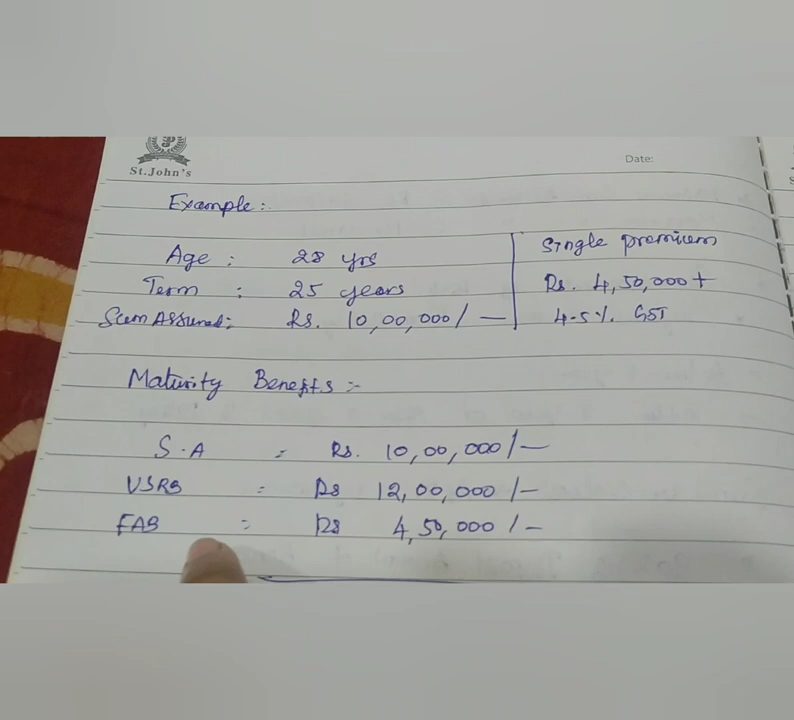 St.John's
Date:
Example:-
Age : 28 yrs
Term : 25 years
Sum Assured: Rs. 10,00,000/-
Single premium
Rs. 4,50,000+
4.5%. GST
Maturity Benefits :-
S.A = Rs. 10,00,000/-
VSRB = Rs 12,00,000/-
FAB = Rs 4,50,000/-